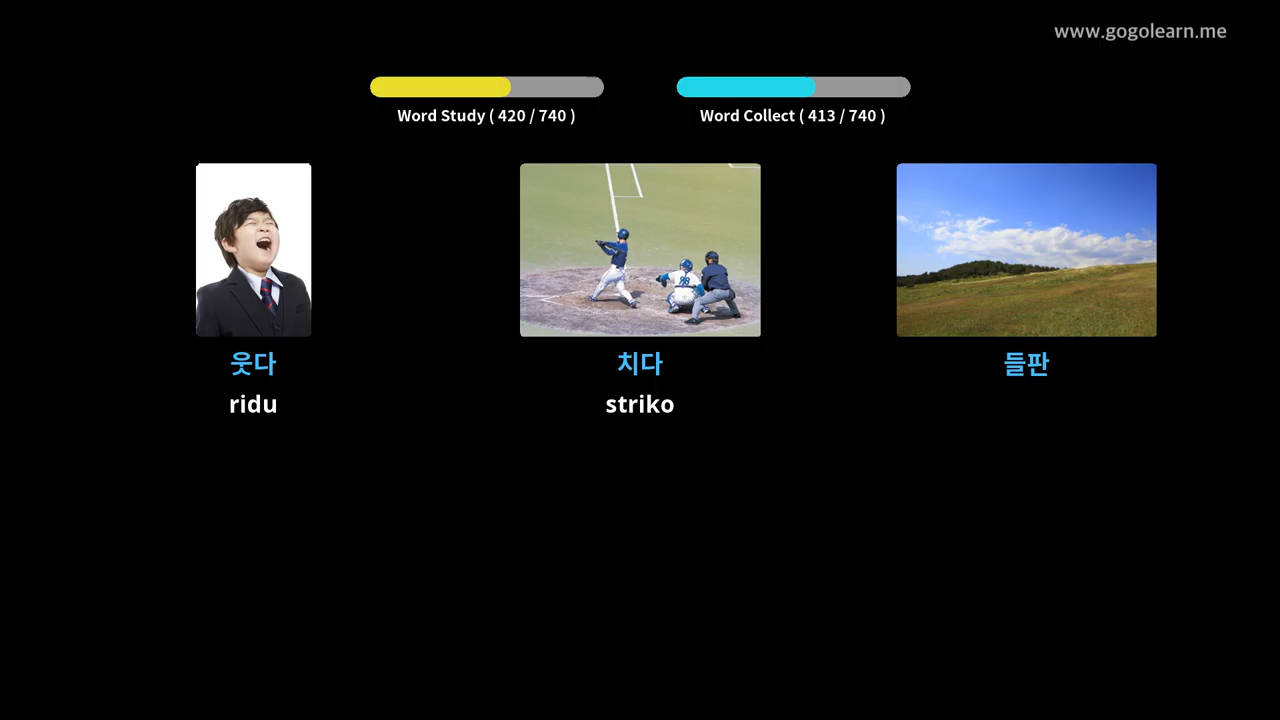 www.gogolearn.me
Word Study ( 420 / 740 )
Word Collect ( 413 / 740 )
웃다
치다
들판
ridu
striko